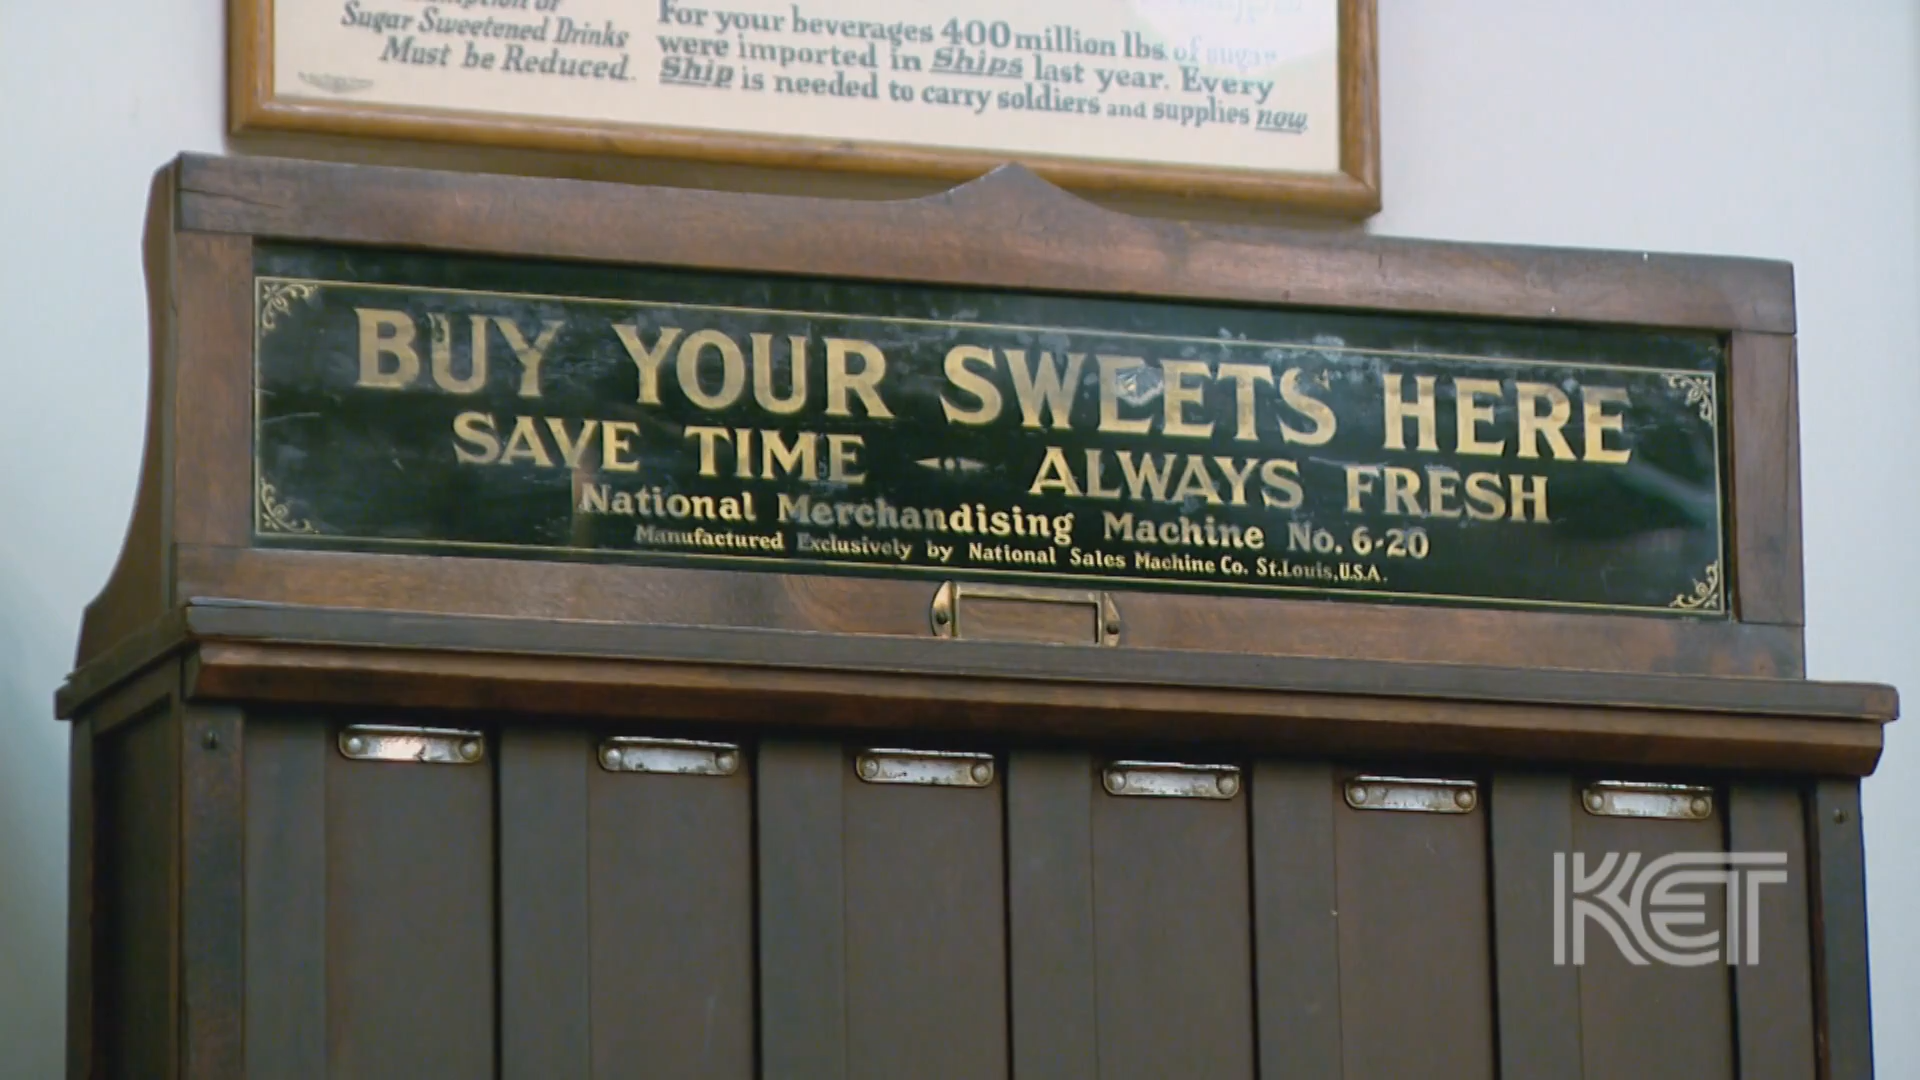 Sugar Sweetened Drinks
Must be Reduced.
For your beverages 400 million lbs. of sugar
were imported in Ships last year. Every
Ship is needed to carry soldiers and supplies now.
BUY YOUR SWEETS HERE
SAVE TIME ALWAYS FRESH
National Merchandising Machine No. 6-20
Manufactured Exclusively by National Sales Machine Co. St.Louis, U.S.A.
KET